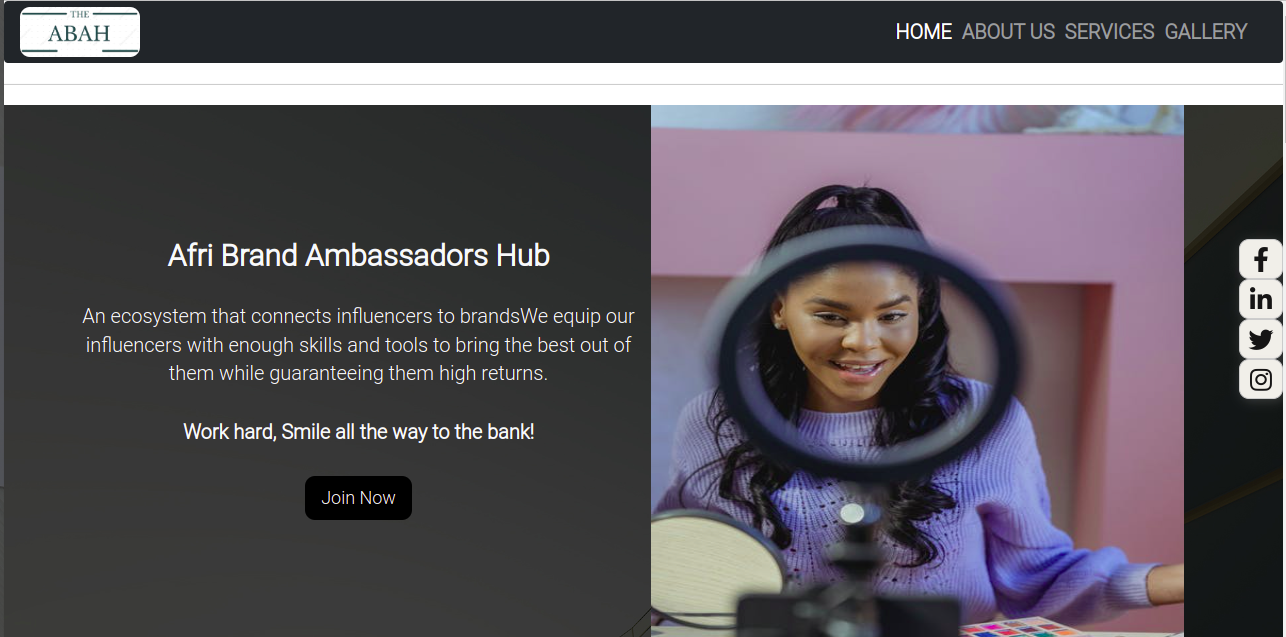 THE
ABAH
HOME ABOUT US SERVICES GALLERY
Afri Brand Ambassadors Hub
An ecosystem that connects influencers to brandsWe equip our
influencers with enough skills and tools to bring the best out of
them while guaranteeing them high returns.
Work hard, Smile all the way to the bank!
Join Now